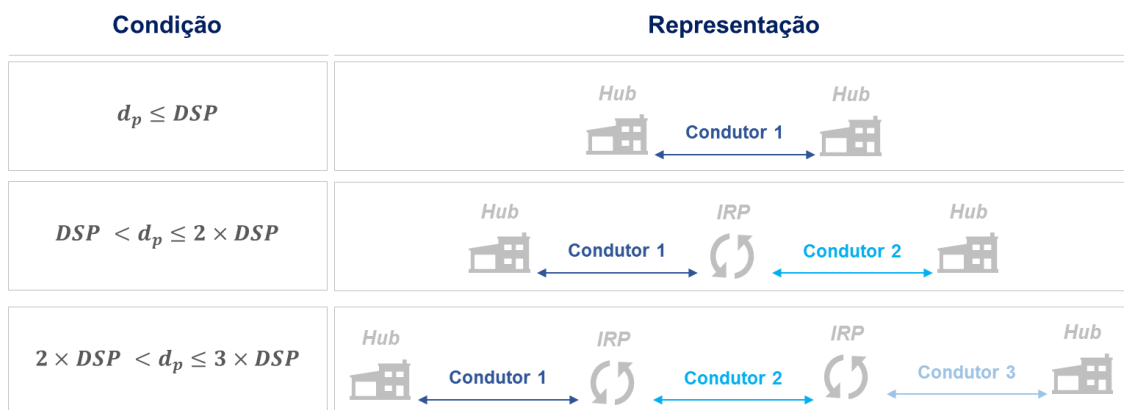 Condição Representação
Hub Hub
d_p ≤ DSP
Condutor 1
Hub IRP Hub
DSP < d_p ≤ 2 × DSP
Condutor 1 Condutor 2
Hub IRP IRP Hub
2 × DSP < d_p ≤ 3 × DSP
Condutor 1 Condutor 2 Condutor 3